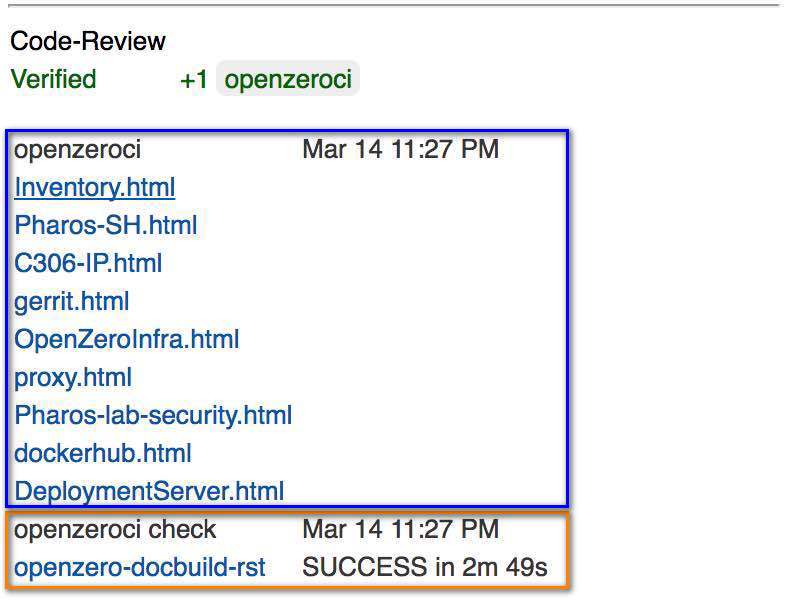 Code-Review
Verified +1 openzeroci
openzeroci Mar 14 11:27 PM
Inventory.html
Pharos-SH.html
C306-IP.html
gerrit.html
OpenZeroInfra.html
proxy.html
Pharos-lab-security.html
dockerhub.html
DeploymentServer.html
openzeroci check Mar 14 11:27 PM
openzero-docbuild-rst SUCCESS in 2m 49s